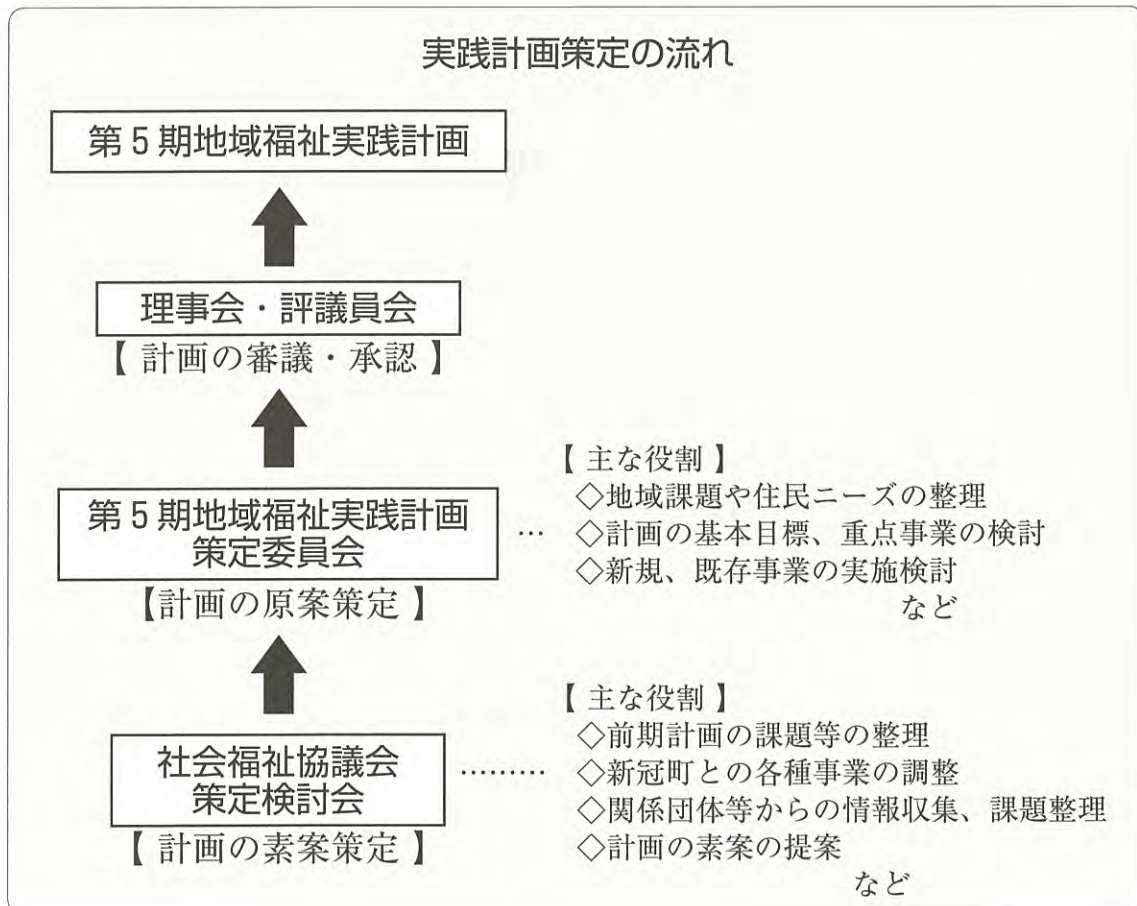 実践計画策定の流れ
第5期地域福祉実践計画
理事会・評議員会
【 計画の審議・承認 】
第5期地域福祉実践計画
策定委員会
【計画の原案策定 】
…
【 主な役割 】
◇地域課題や住民ニーズの整理
◇計画の基本目標、重点事業の検討
◇新規、既存事業の実施検討
など
社会福祉協議会
策定検討会
【 計画の素案策定 】
………
【 主な役割 】
◇前期計画の課題等の整理
◇新冠町との各種事業の調整
◇関係団体等からの情報収集、課題整理
◇計画の素案の提案
など